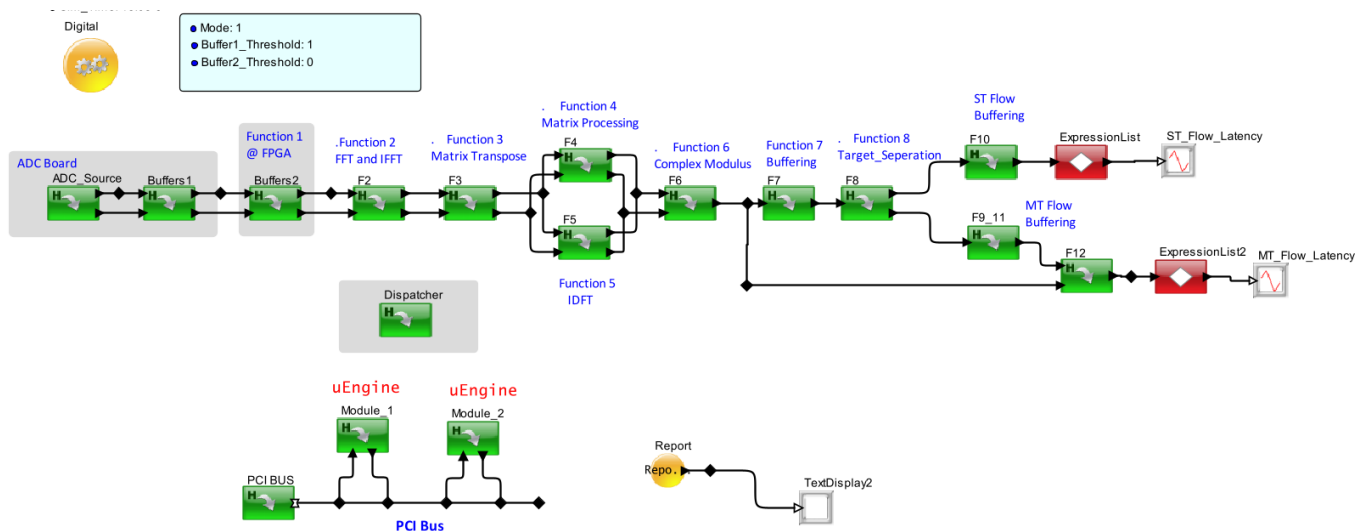 Digital
Mode: 1
Buffer1_Threshold: 1
Buffer2_Threshold: 0
ADC Board
ADC_Source
Buffers1
Function 1
@ FPGA
Buffers2
.Function 2
FFT and IFFT
F2
. Function 3
Matrix Transpose
F3
. Function 4
Matrix Processing
F4
F5
Function 5
IDFT
. Function 6
Complex Modulus
F6
Function 7
Buffering
F7
. Function 8
Target_Seperation
F8
ST Flow
Buffering
F10
ExpressionList
ST_Flow_Latency
MT Flow
Buffering
F9_11
F12
ExpressionList2
MT_Flow_Latency
Dispatcher
uEngine
Module_1
uEngine
Module_2
PCI BUS
PCI Bus
Report
Repo..
TextDisplay2